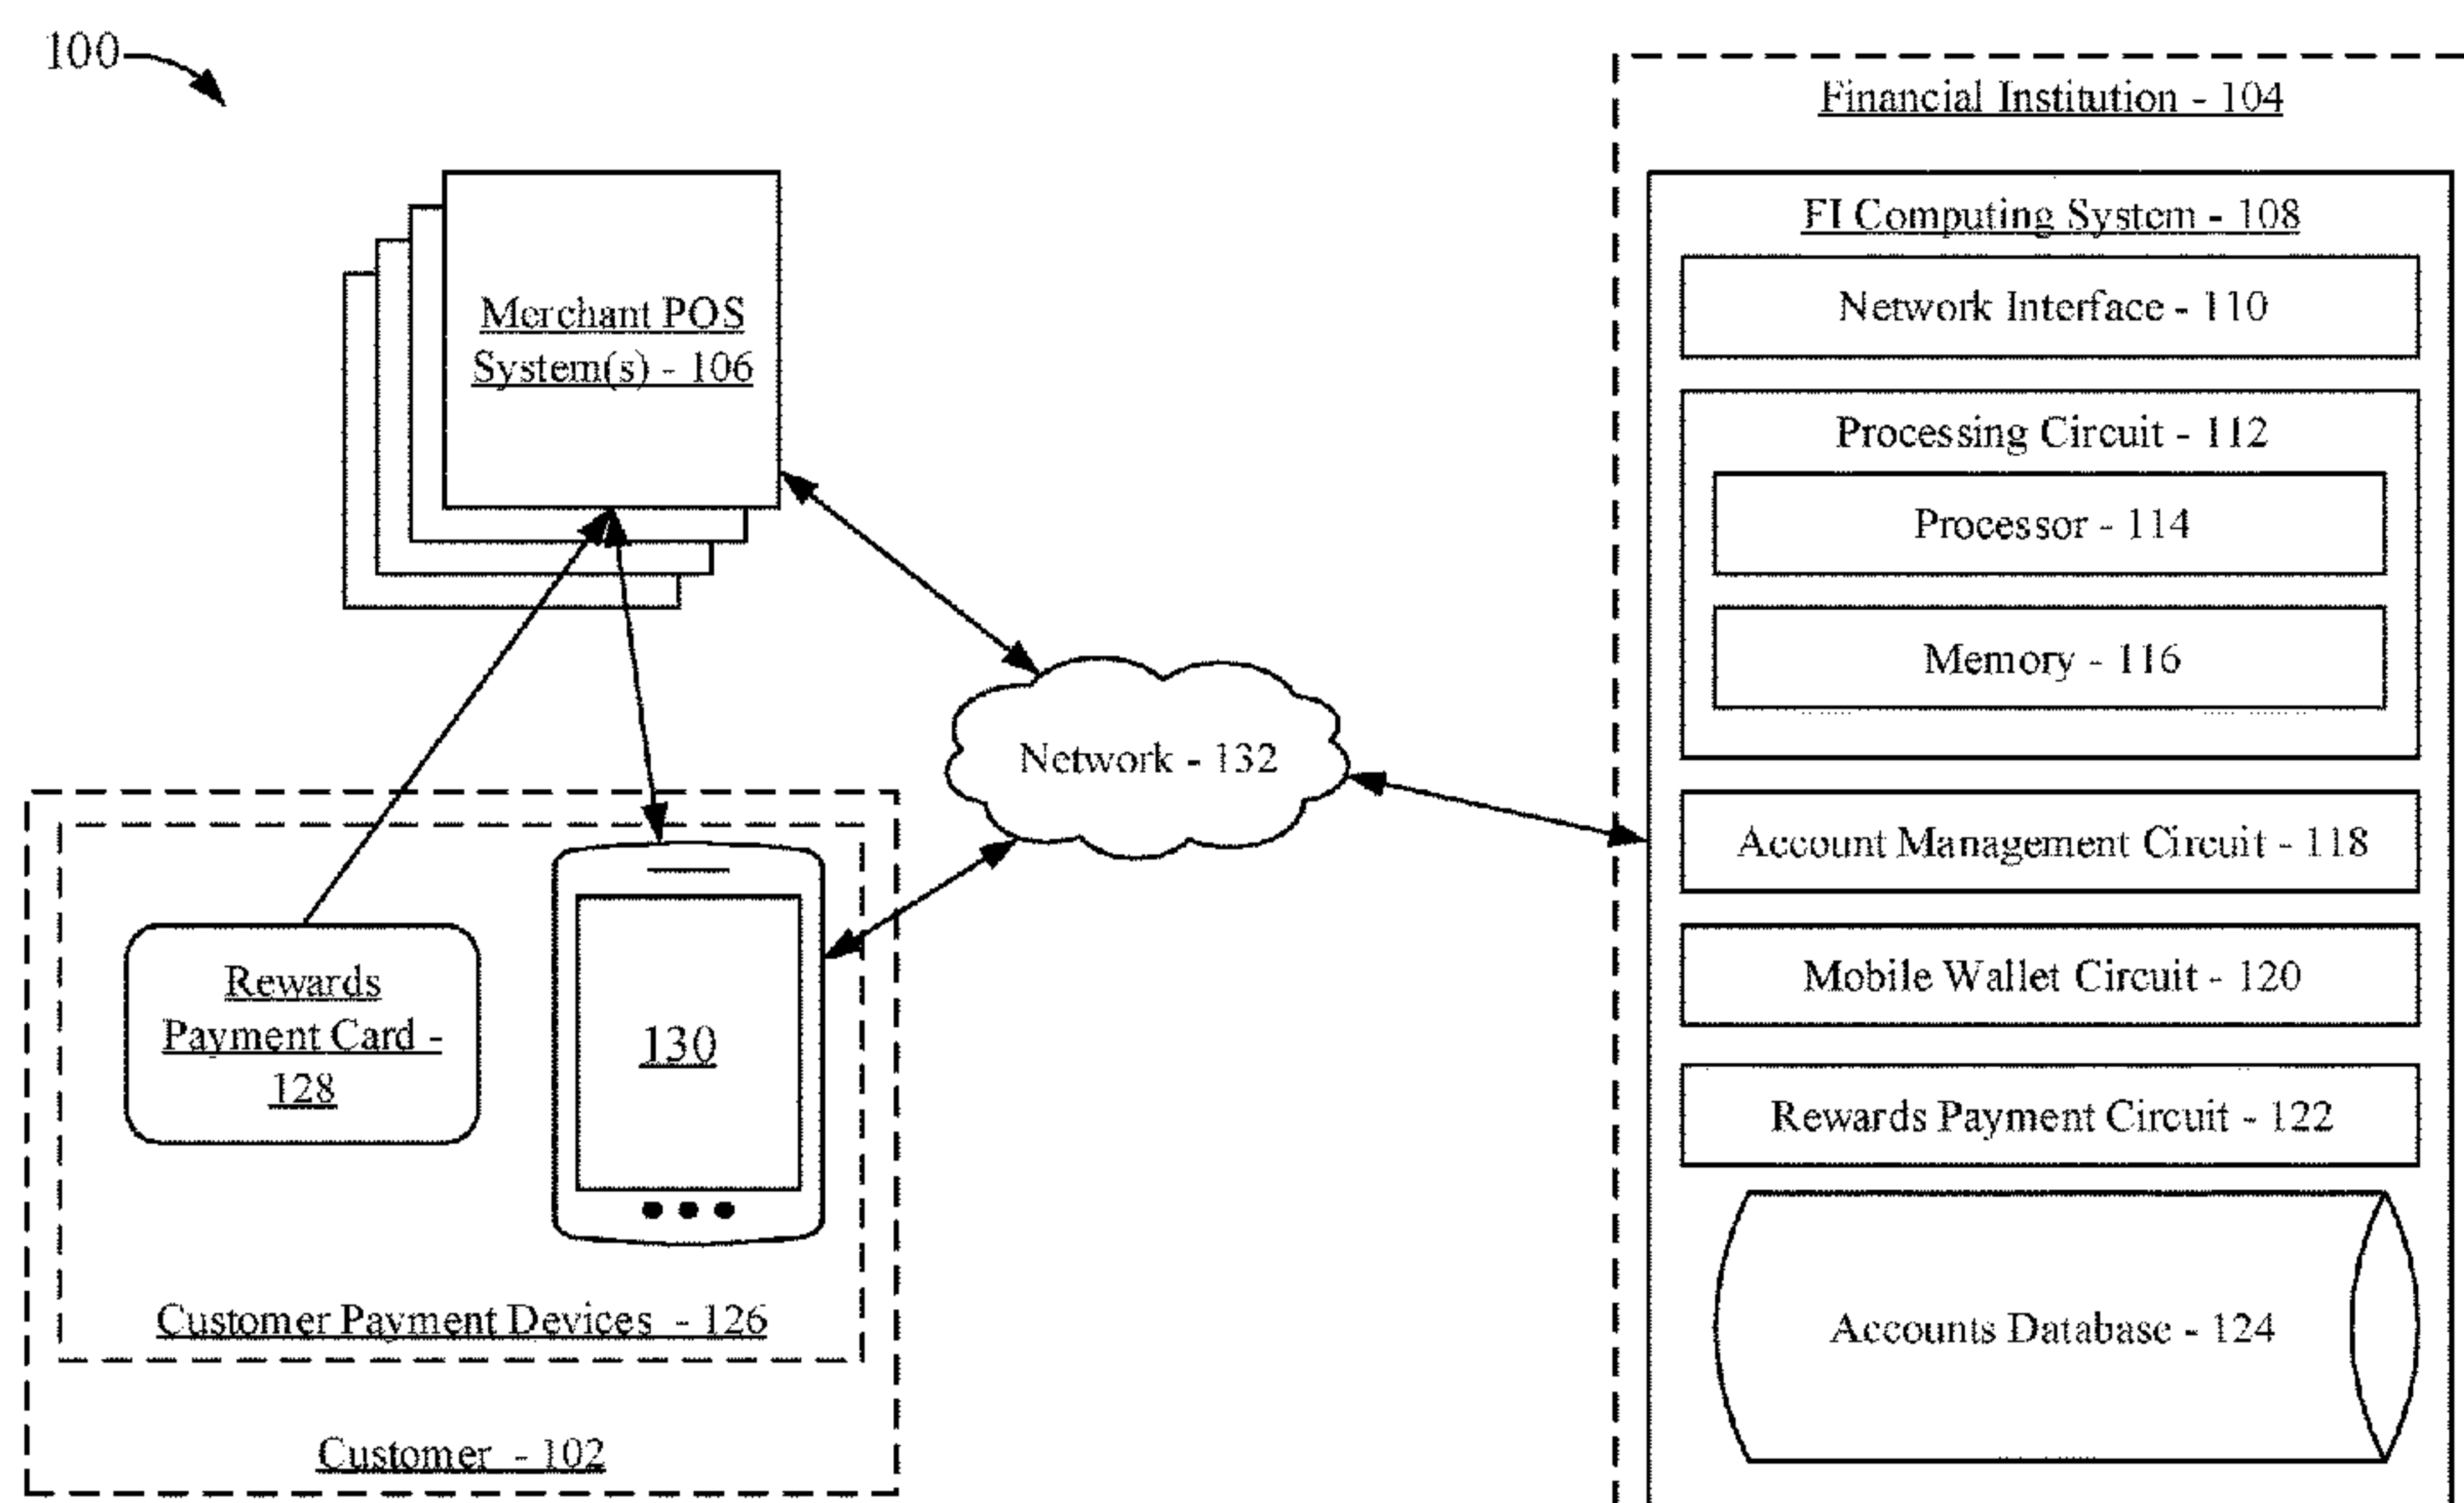 100
Financial Institution - 104
FI Computing System - 108
Network Interface - 110
Processing Circuit - 112
Processor - 114
Memory - 116
Account Management Circuit - 118
Mobile Wallet Circuit - 120
Rewards Payment Circuit - 122
Accounts Database - 124
Merchant POS
System(s) - 106
Network - 132
Rewards
Payment Card -
128
130
Customer Payment Devices - 126
Customer - 102